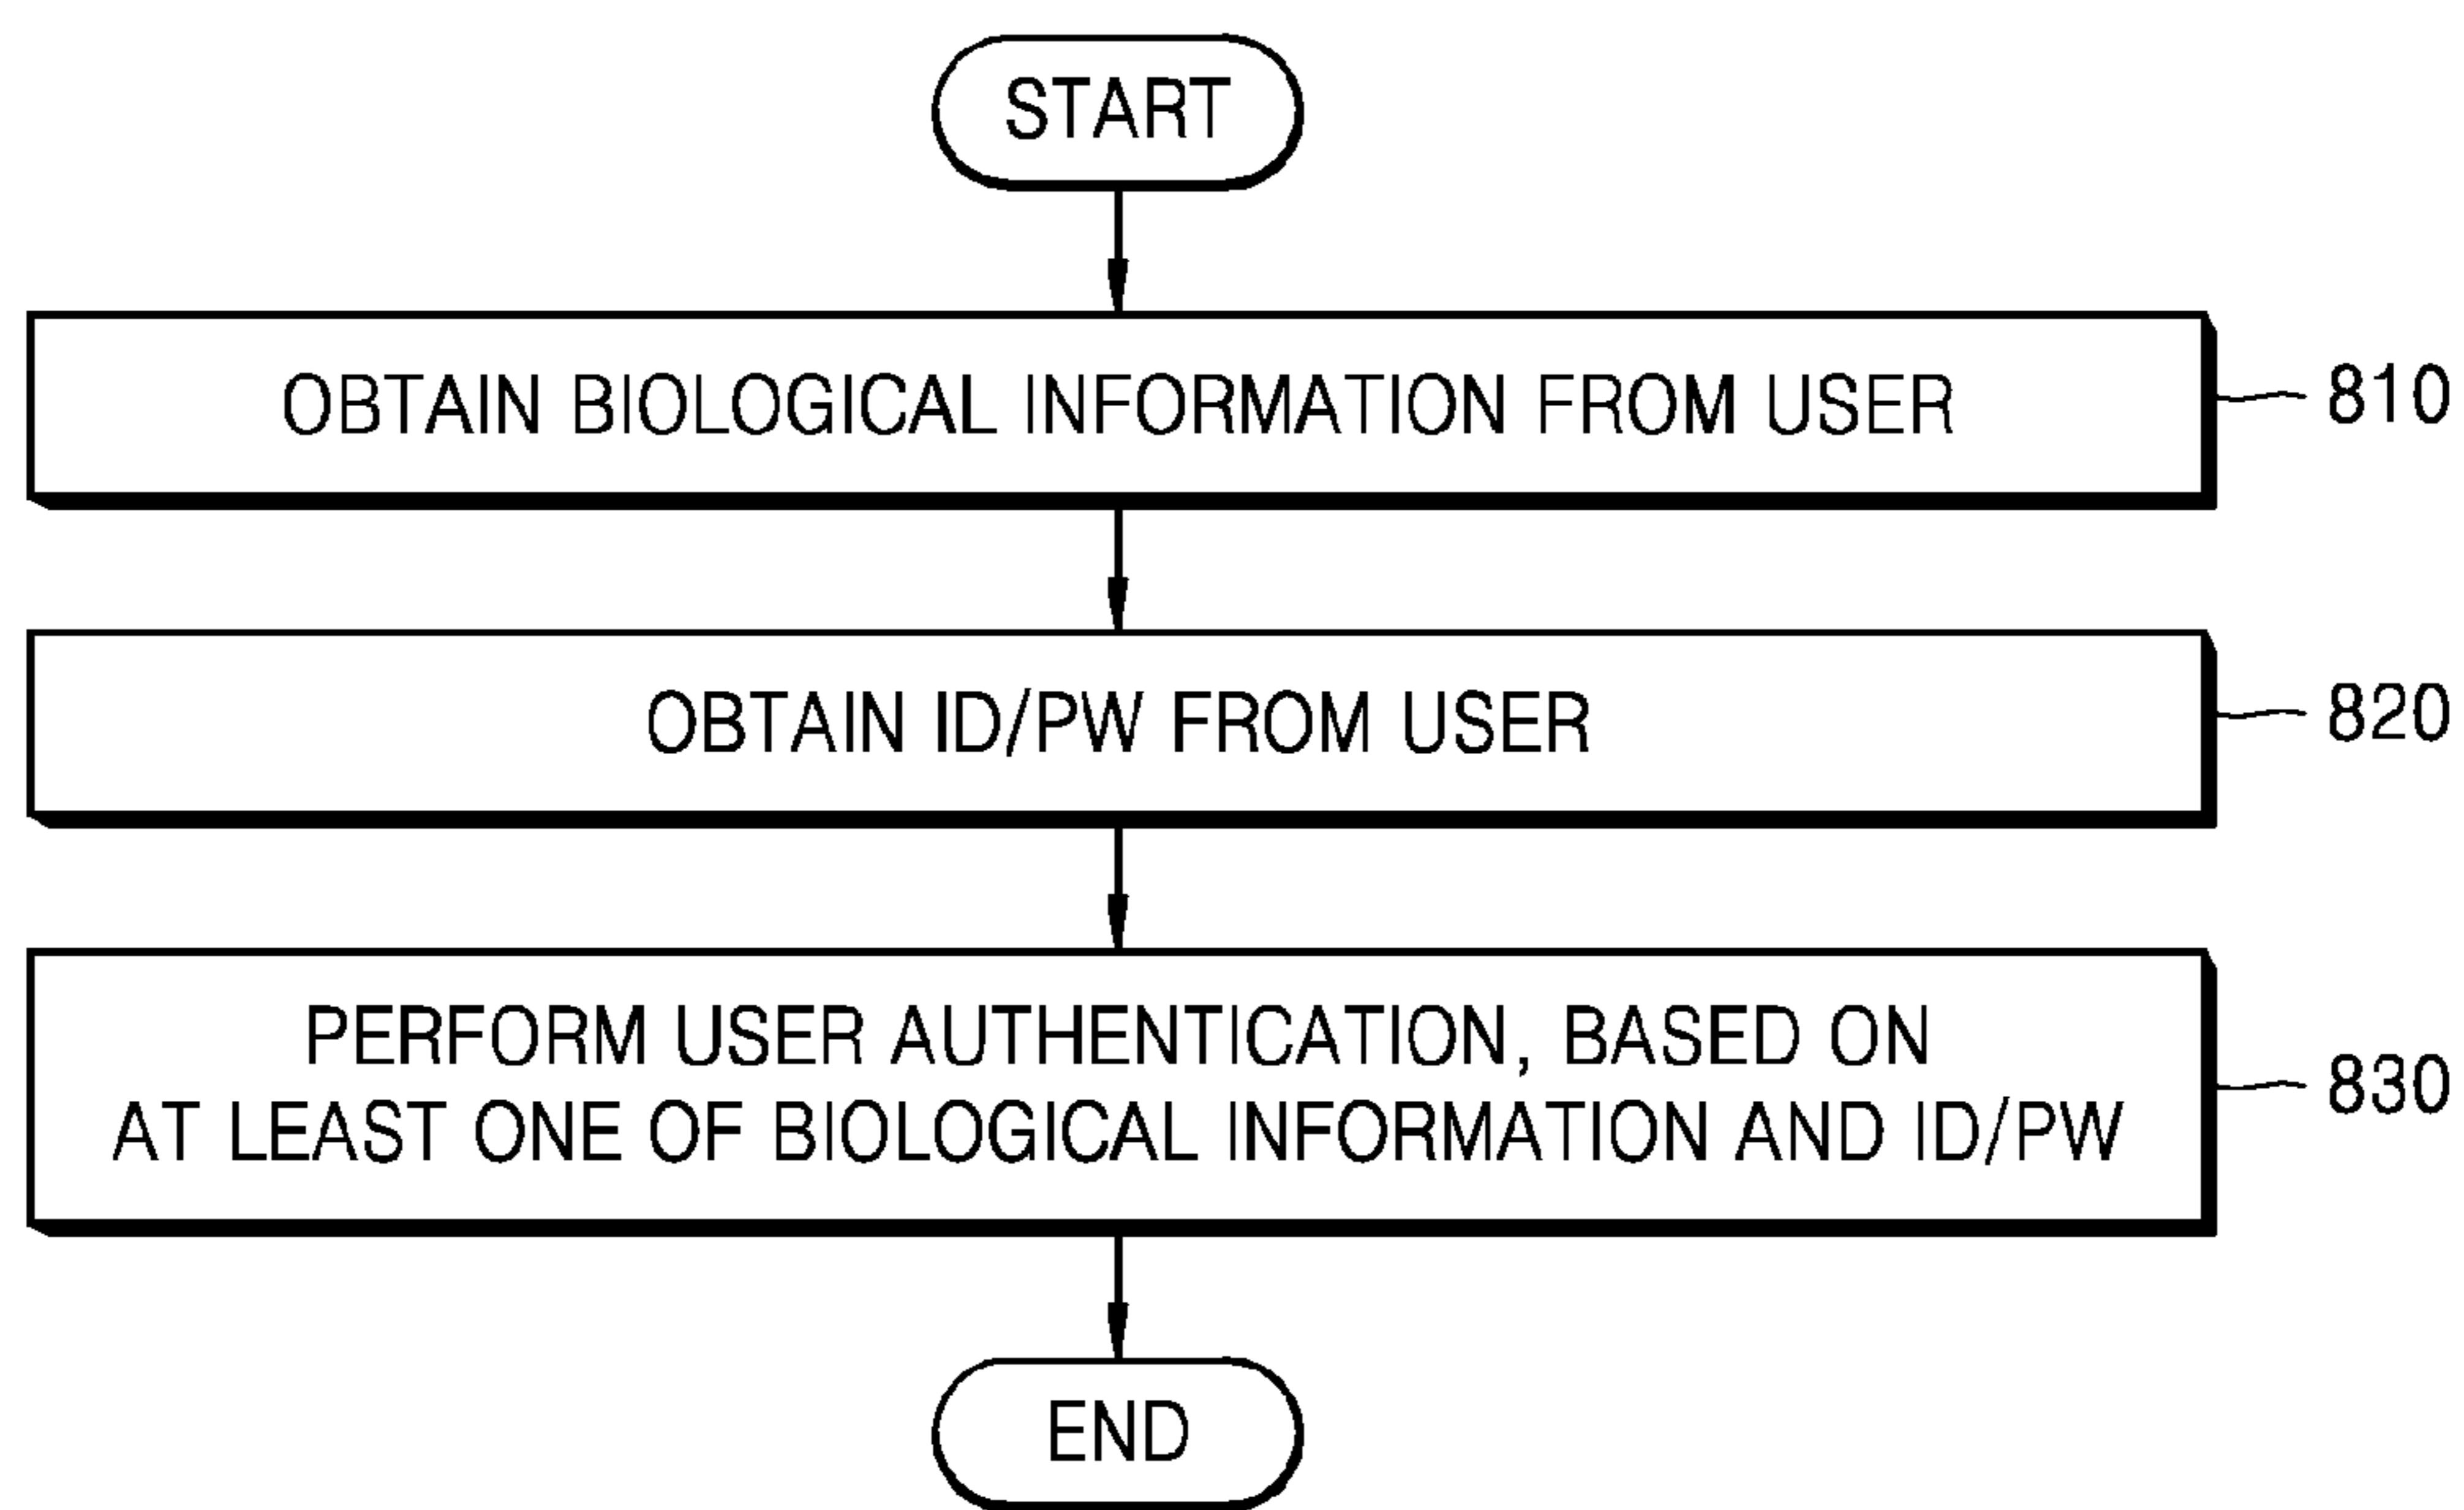 START
OBTAIN BIOLOGICAL INFORMATION FROM USER
810
OBTAIN ID/PW FROM USER
820
PERFORM USER AUTHENTICATION, BASED ON
AT LEAST ONE OF BIOLOGICAL INFORMATION AND ID/PW
830
END